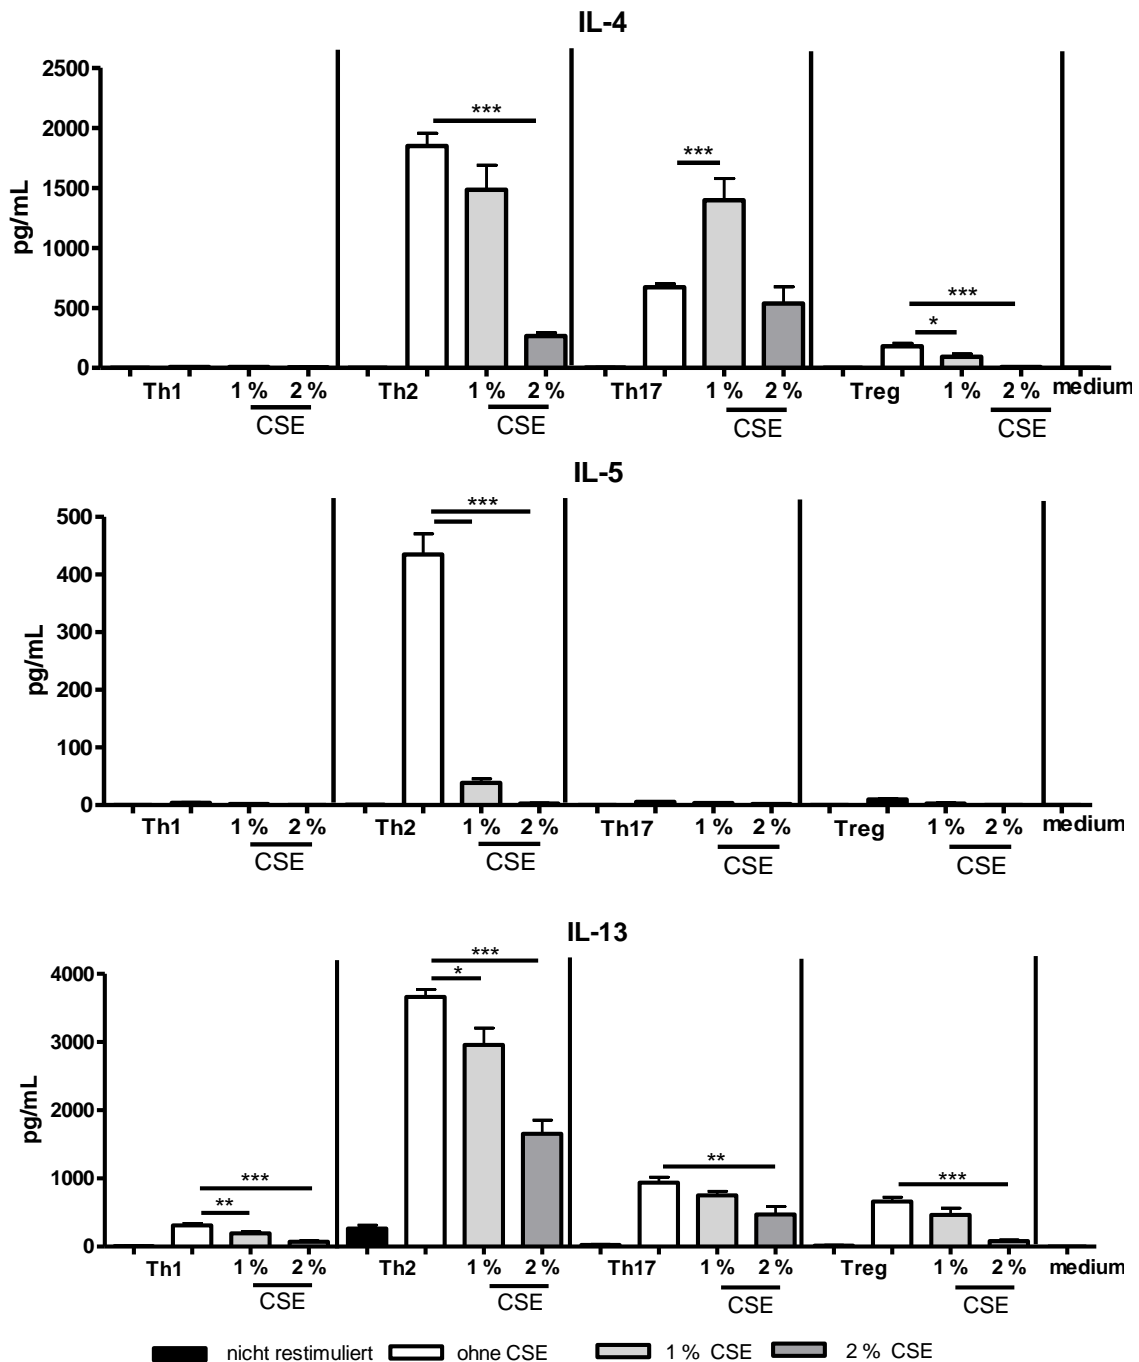 IL-4
2500
2000
1500
1000
500
0
pg/mL
***
***
***
*
Th1 1 % 2 % Th2 1 % 2 % Th17 1 % 2 % Treg 1 % 2 % medium
CSE CSE CSE CSE
IL-5
500
400
300
200
100
0
pg/mL
***
Th1 1 % 2 % Th2 1 % 2 % Th17 1 % 2 % Treg 1 % 2 % medium
CSE CSE CSE CSE
IL-13
4000
3000
2000
1000
0
pg/mL
***
*
**
***
***
**
Th1 1 % 2 % Th2 1 % 2 % Th17 1 % 2 % Treg 1 % 2 % medium
CSE CSE CSE CSE
nicht restimuliert ohne CSE 1 % CSE 2 % CSE